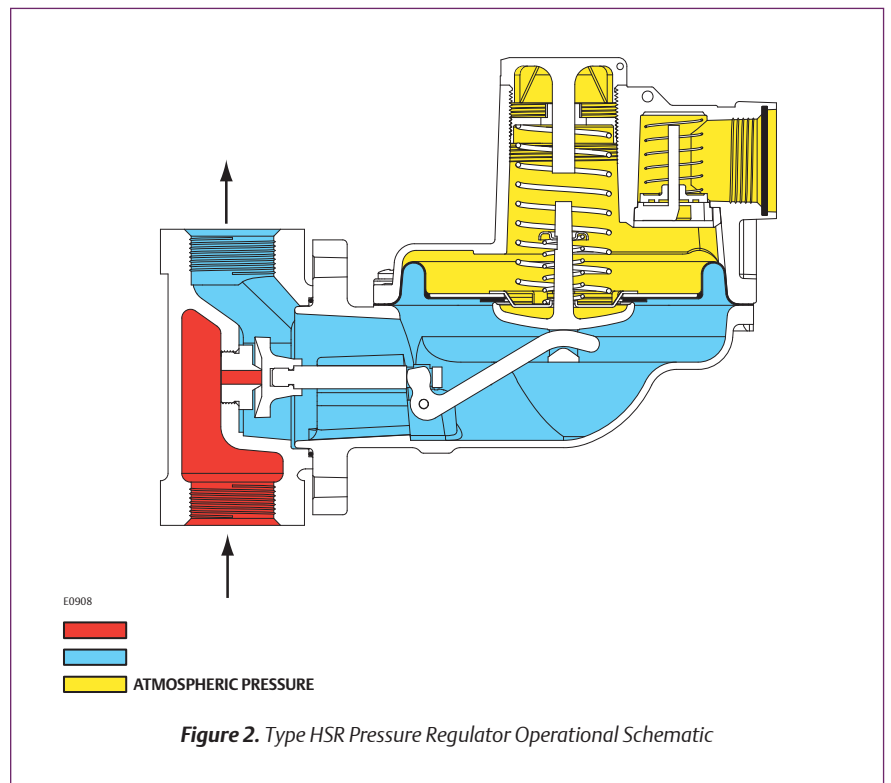 E0908
ATMOSPHERIC PRESSURE
Figure 2. Type HSR Pressure Regulator Operational Schematic